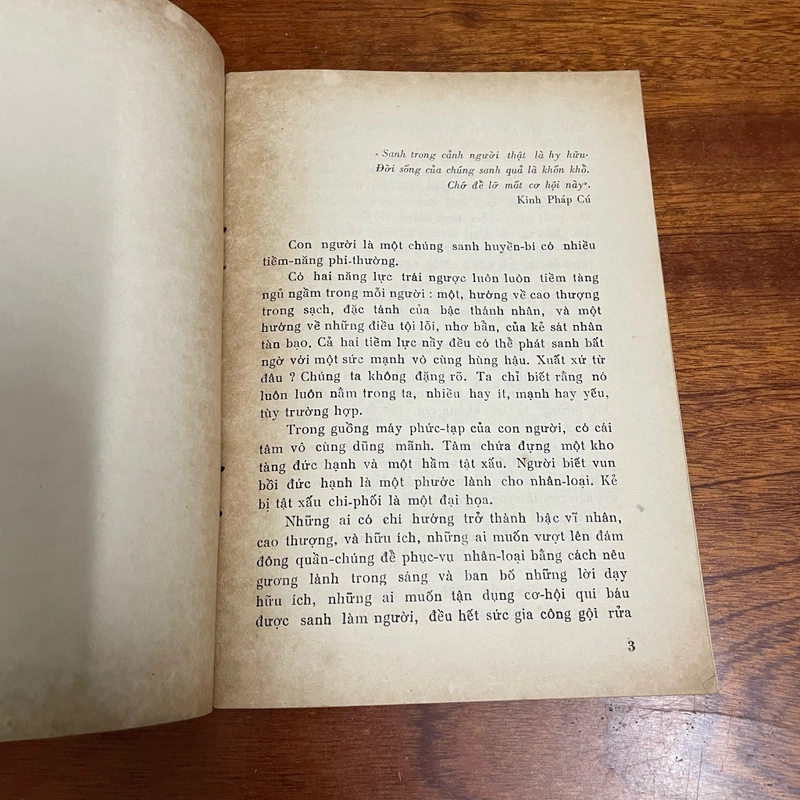 « Sanh trong cảnh người thật là hy hữu.
Đời sống của chúng sanh quả là khốn khổ.
Chớ để lỡ mất cơ hội này».
Kinh Pháp Cú
Con người là một chúng sanh huyền-bí có nhiều
tiềm-năng phi-thường.
Có hai năng lực trái ngược luôn luôn tiềm tàng
ngủ ngầm trong mỗi người : một, hướng về cao thượng
trong sạch, đặc tánh của bậc thánh nhân, và một
hướng về những điều tội lỗi, nhơ bẩn, của kẻ sát nhân
tàn bạo. Cả hai tiềm lực nầy đều có thể phát sanh bất
ngờ với một sức mạnh vô cùng hùng hậu. Xuất xứ từ
đâu ? Chúng ta không đặng rõ. Ta chỉ biết rằng nó
luôn luôn nằm trong ta, nhiều hay ít, mạnh hay yếu,
tùy trường hợp.
Trong guồng máy phức-tạp của con người, có cái
tâm vô cùng dũng mãnh. Tâm chứa đựng một kho
tàng đức hạnh và một hầm tật xấu. Người biết vun
bồi đức hạnh là một phước lành cho nhân-loại. Kẻ
bị tật xấu chi-phối là một đại họa.
Những ai có chí hướng trở thành bậc vĩ nhân,
cao thượng, và hữu ích, những ai muốn vượt lên đám
đông quần-chúng để phục-vụ nhân-loại bằng cách nêu
gương lành trong sáng và ban bố những lời dạy
hữu ích, những ai muốn tận dụng cơ-hội quí báu
được sanh làm người, đều hết sức gia công gội rửa
3